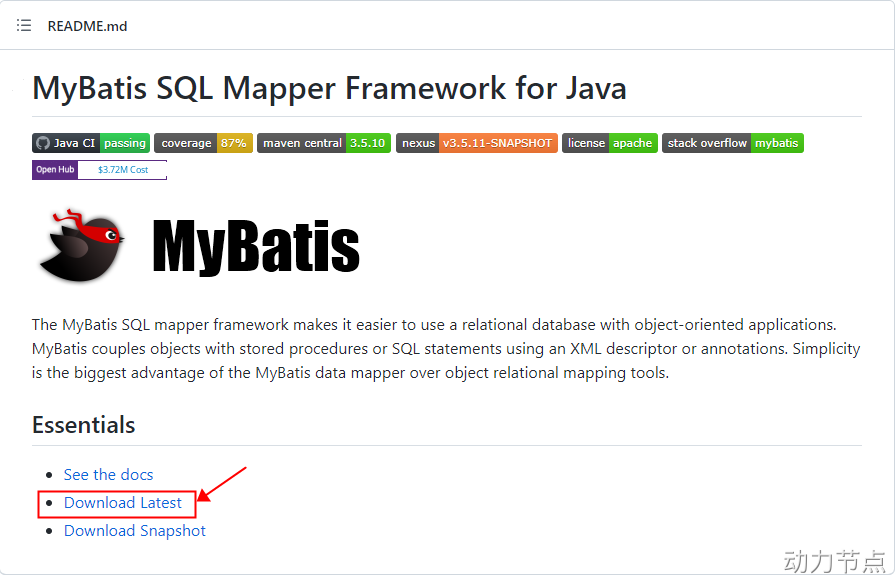 README.md
MyBatis SQL Mapper Framework for Java
Java CI passing coverage 87% maven central 3.5.10 nexus v3.5.11-SNAPSHOT license apache stack overflow mybatis
Open Hub $3.72M Cost
MyBatis
The MyBatis SQL mapper framework makes it easier to use a relational database with object-oriented applications.
MyBatis couples objects with stored procedures or SQL statements using an XML descriptor or annotations. Simplicity
is the biggest advantage of the MyBatis data mapper over object relational mapping tools.
Essentials
See the docs
Download Latest
Download Snapshot
动力节点